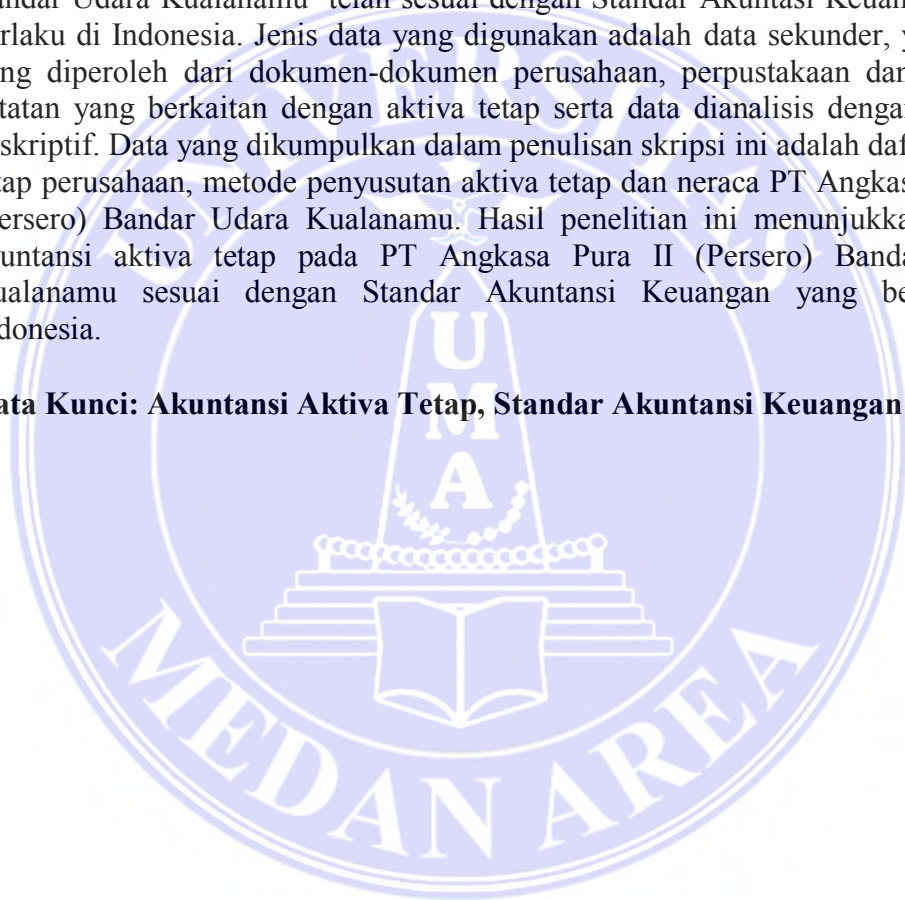 andar Udara Kualanamu telah sesuai dengan Standar Akuntasi Keuan
rlaku di Indonesia. Jenis data yang digunakan adalah data sekunder, y
ng diperoleh dari dokumen-dokumen perusahaan, perpustakaan dan
tatan yang berkaitan dengan aktiva tetap serta data dianalisis dengan
skriptif. Data yang dikumpulkan dalam penulisan skripsi ini adalah daf
tap perusahaan, metode penyusutan aktiva tetap dan neraca PT Angkas
ersero) Bandar Udara Kualanamu. Hasil penelitian ini menunjukka
untansi aktiva tetap pada PT Angkasa Pura II (Persero) Banda
ualanamu sesuai dengan Standar Akuntansi Keuangan yang be
donesia.
ata Kunci: Akuntansi Aktiva Tetap, Standar Akuntansi Keuangan
UNIVERSITAS
U
M
A
MEDAN AREA